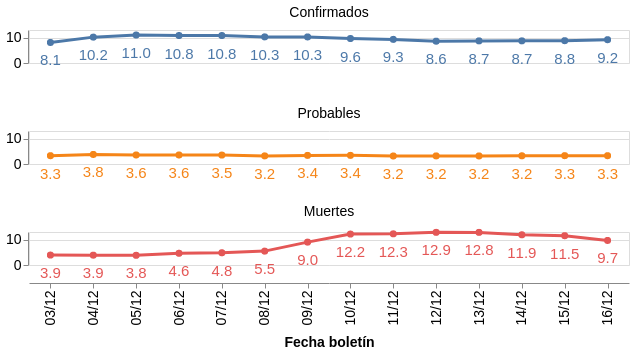 Confirmados
10
0
8.1 10.2 11.0 10.8 10.8 10.3 10.3 9.6 9.3 8.6 8.7 8.7 8.8 9.2
Probables
10
0
3.3 3.8 3.6 3.6 3.5 3.2 3.4 3.4 3.2 3.2 3.2 3.2 3.3 3.3
Muertes
10
0
3.9 3.9 3.8 4.6 4.8 5.5 9.0 12.2 12.3 12.9 12.8 11.9 11.5 9.7
03/12 04/12 05/12 06/12 07/12 08/12 09/12 10/12 11/12 12/12 13/12 14/12 15/12 16/12
Fecha boletín